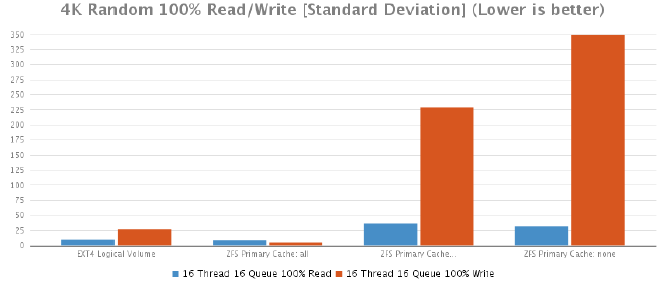 4K Random 100% Read/Write [Standard Deviation] (Lower is better)
350
325
300
275
250
225
200
175
150
125
100
75
50
25
0
EXT4 Logical Volume
ZFS Primary Cache: all
ZFS Primary Cache...
ZFS Primary Cache: none
16 Thread 16 Queue 100% Read
16 Thread 16 Queue 100% Write